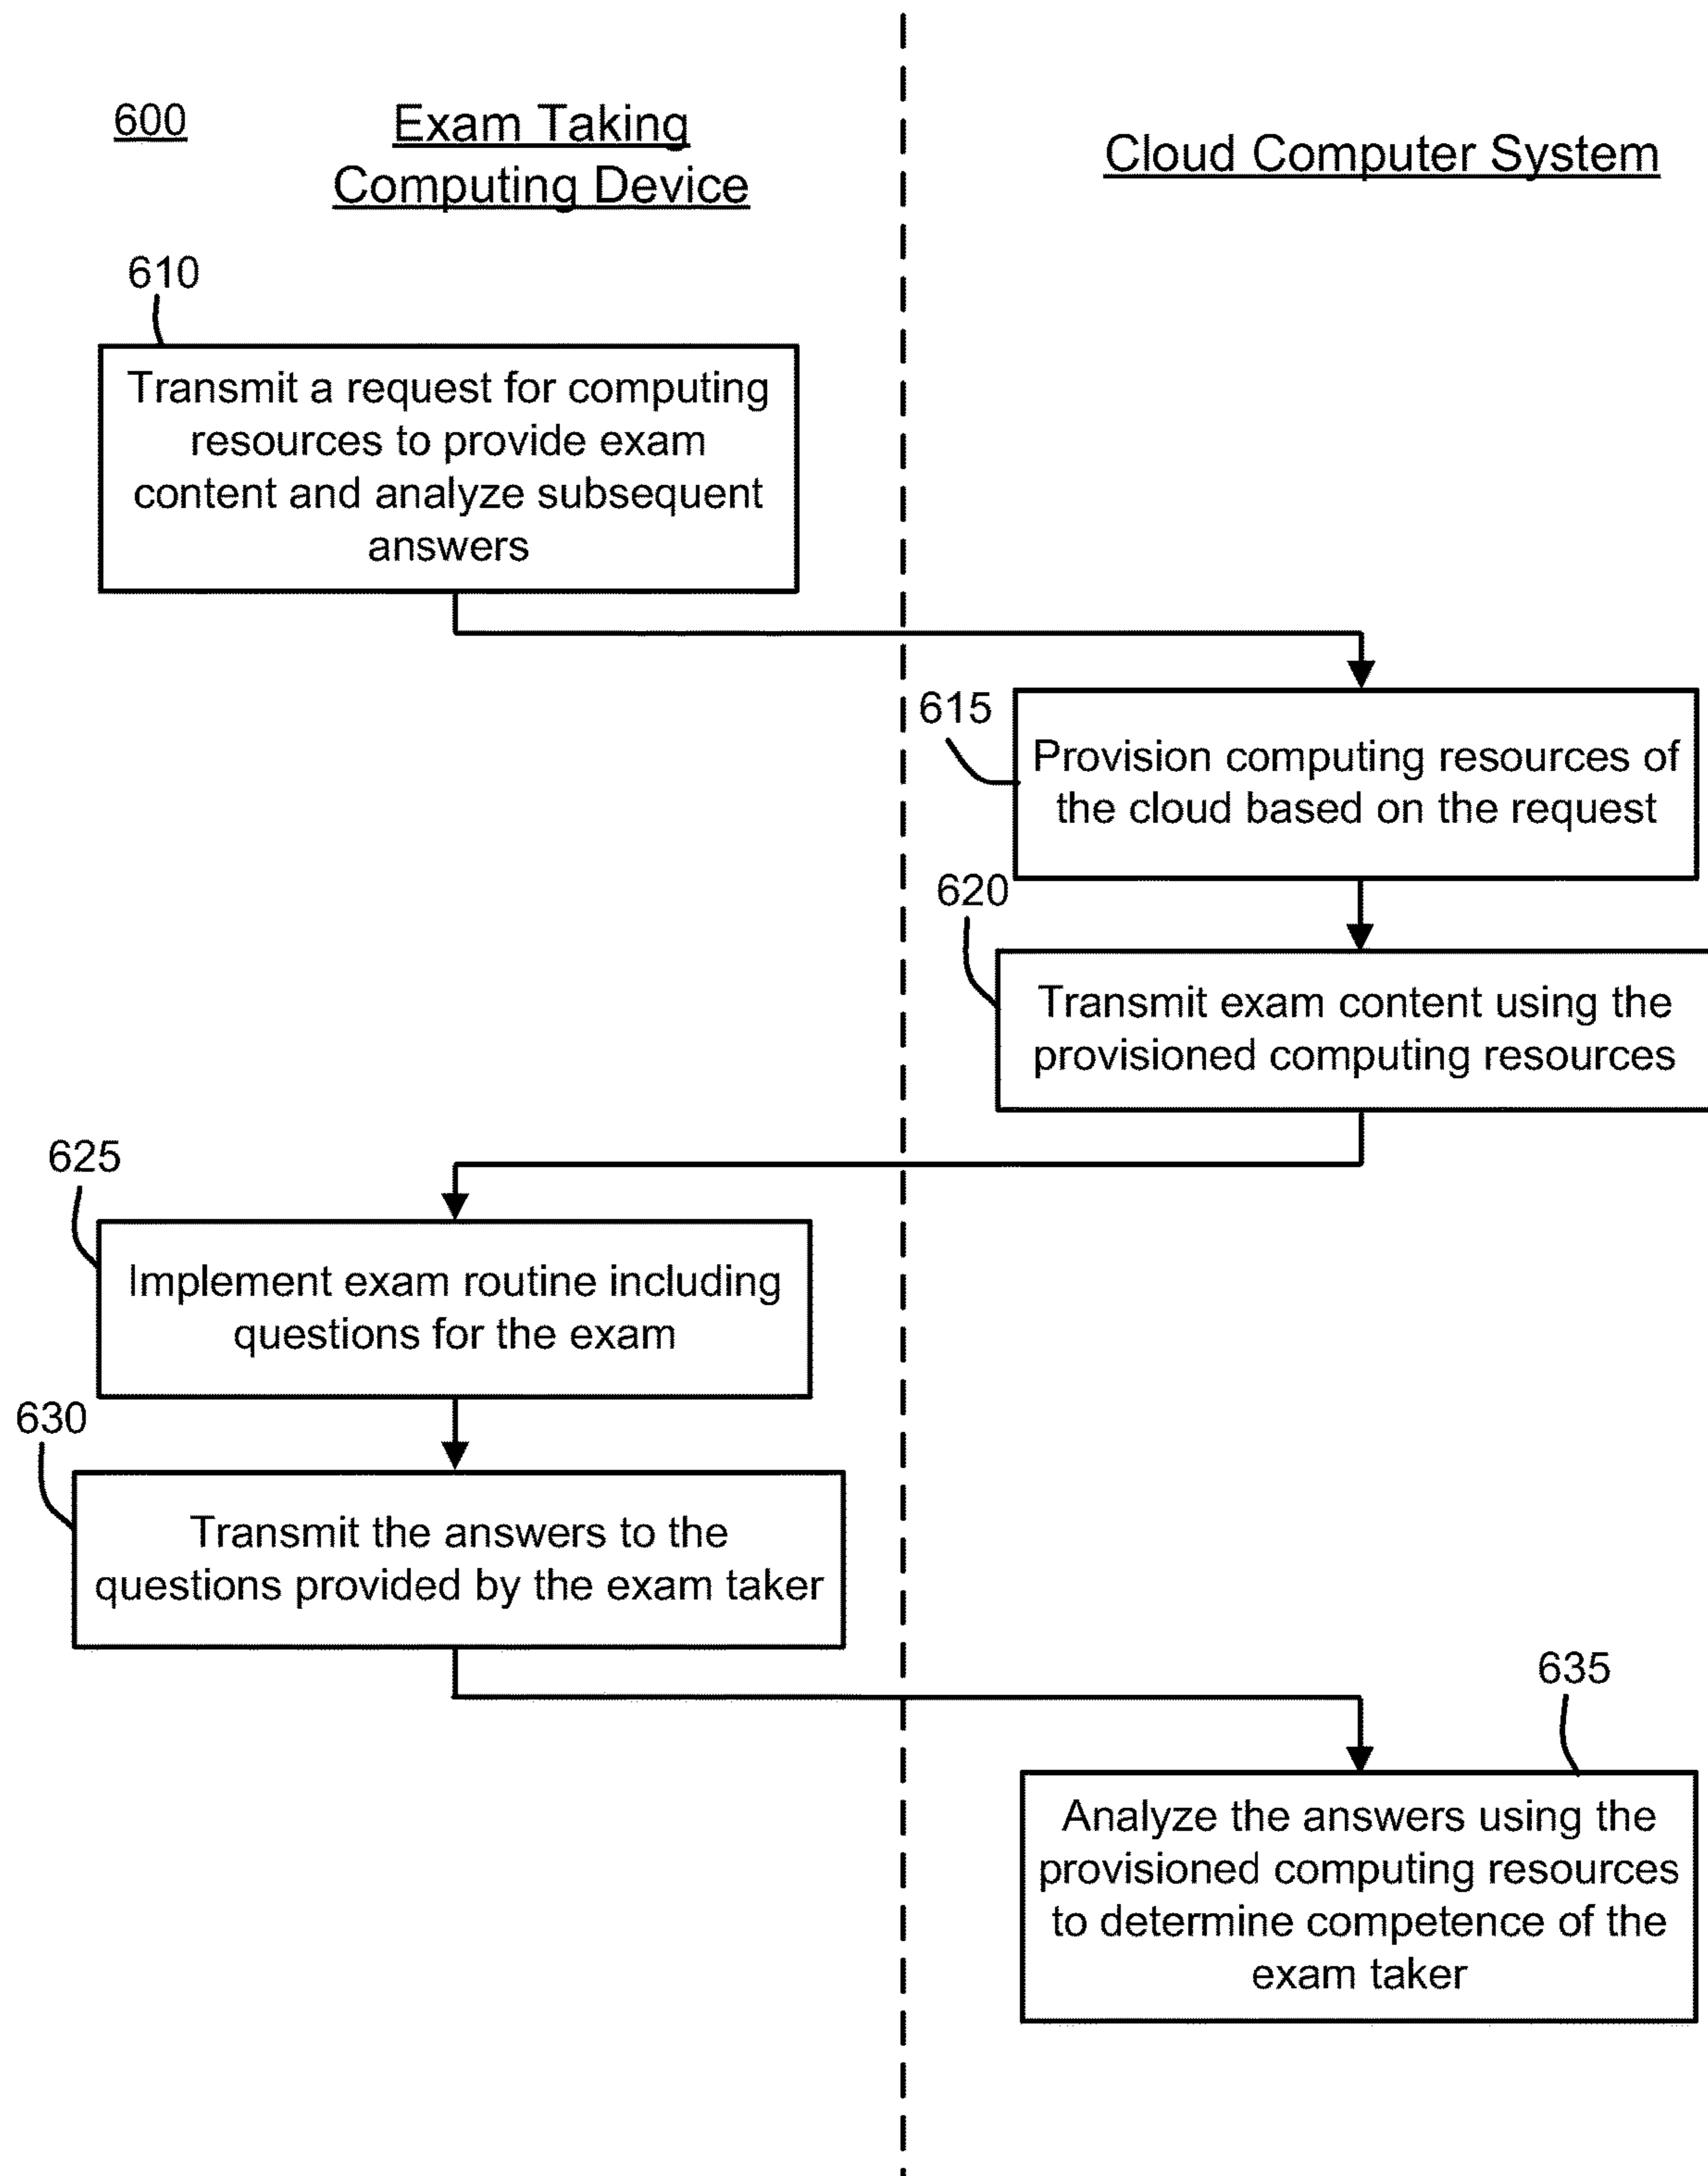 600
Exam Taking
Computing Device
Cloud Computer System
610
Transmit a request for computing
resources to provide exam
content and analyze subsequent
answers
615
Provision computing resources of
the cloud based on the request
620
Transmit exam content using the
provisioned computing resources
625
Implement exam routine including
questions for the exam
630
Transmit the answers to the
questions provided by the exam taker
635
Analyze the answers using the
provisioned computing resources
to determine competence of the
exam taker